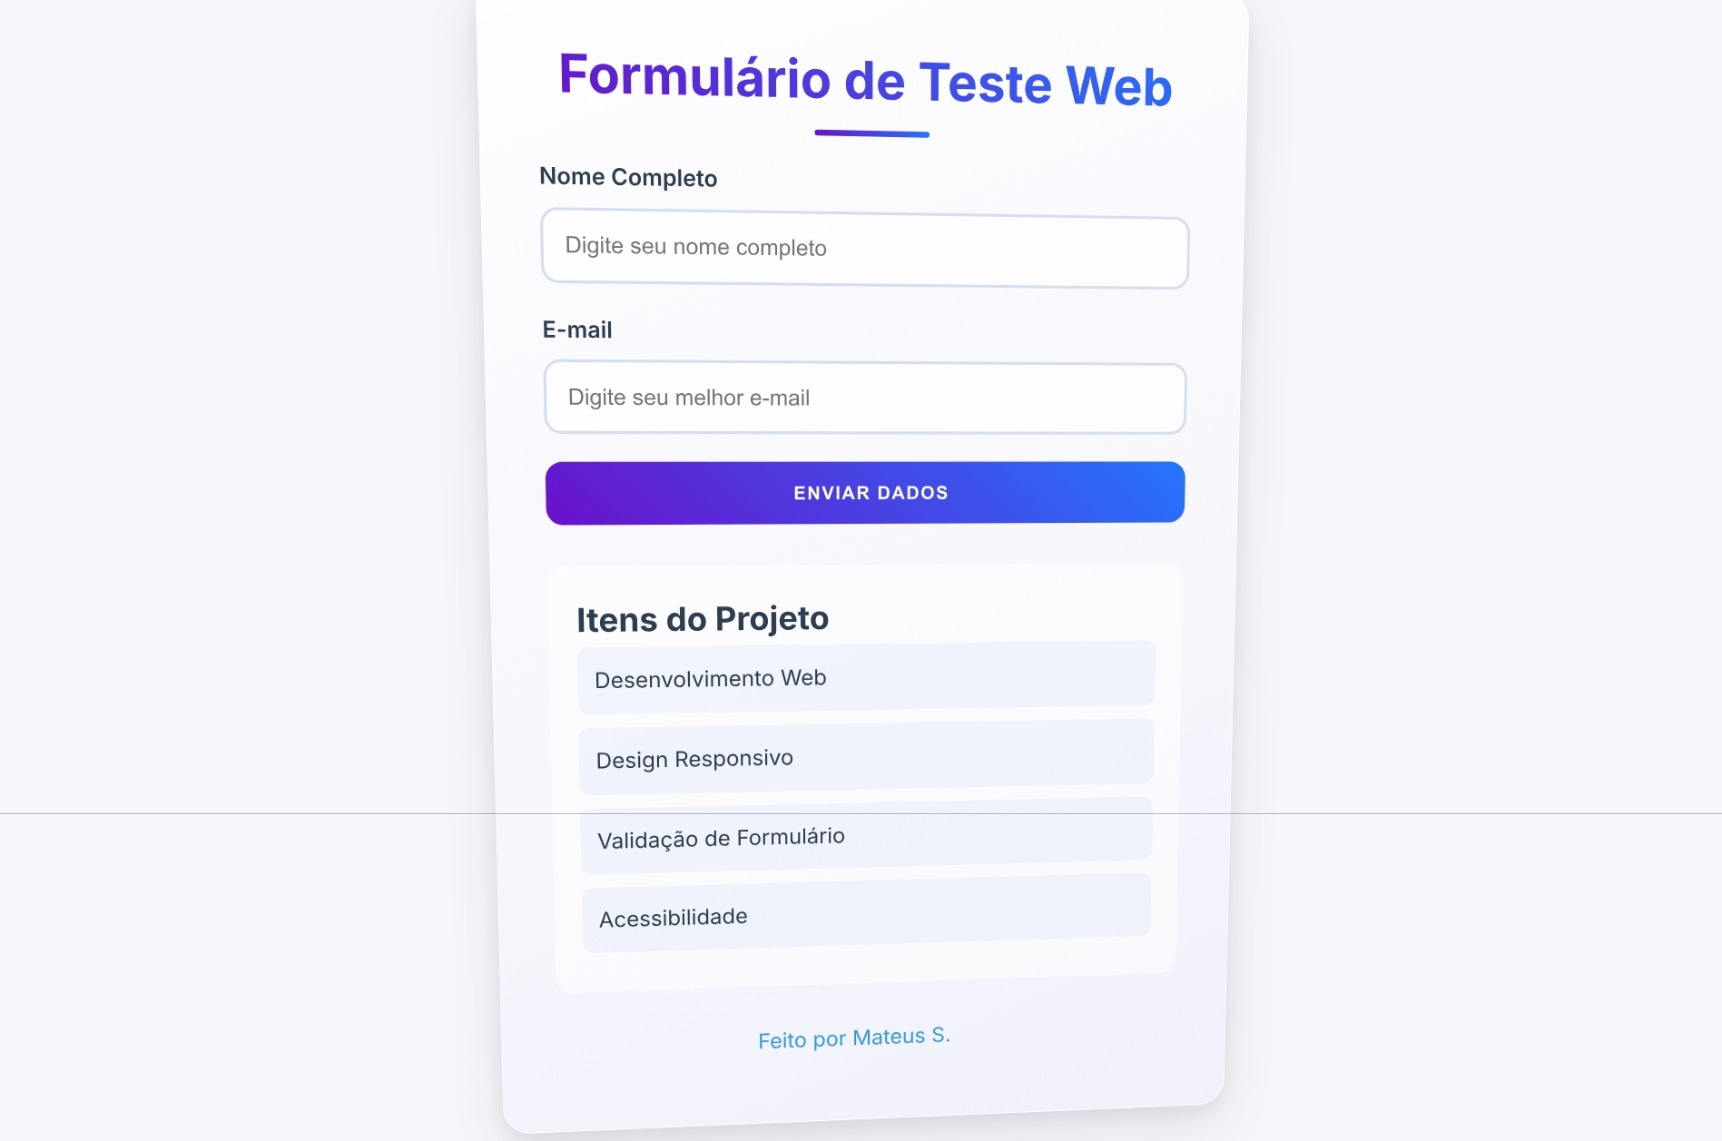 Formulário de Teste Web
Nome Completo
Digite seu nome completo
E-mail
Digite seu melhor e-mail
ENVIAR DADOS
Itens do Projeto
Desenvolvimento Web
Design Responsivo
Validação de Formulário
Acessibilidade
Feito por Mateus S.